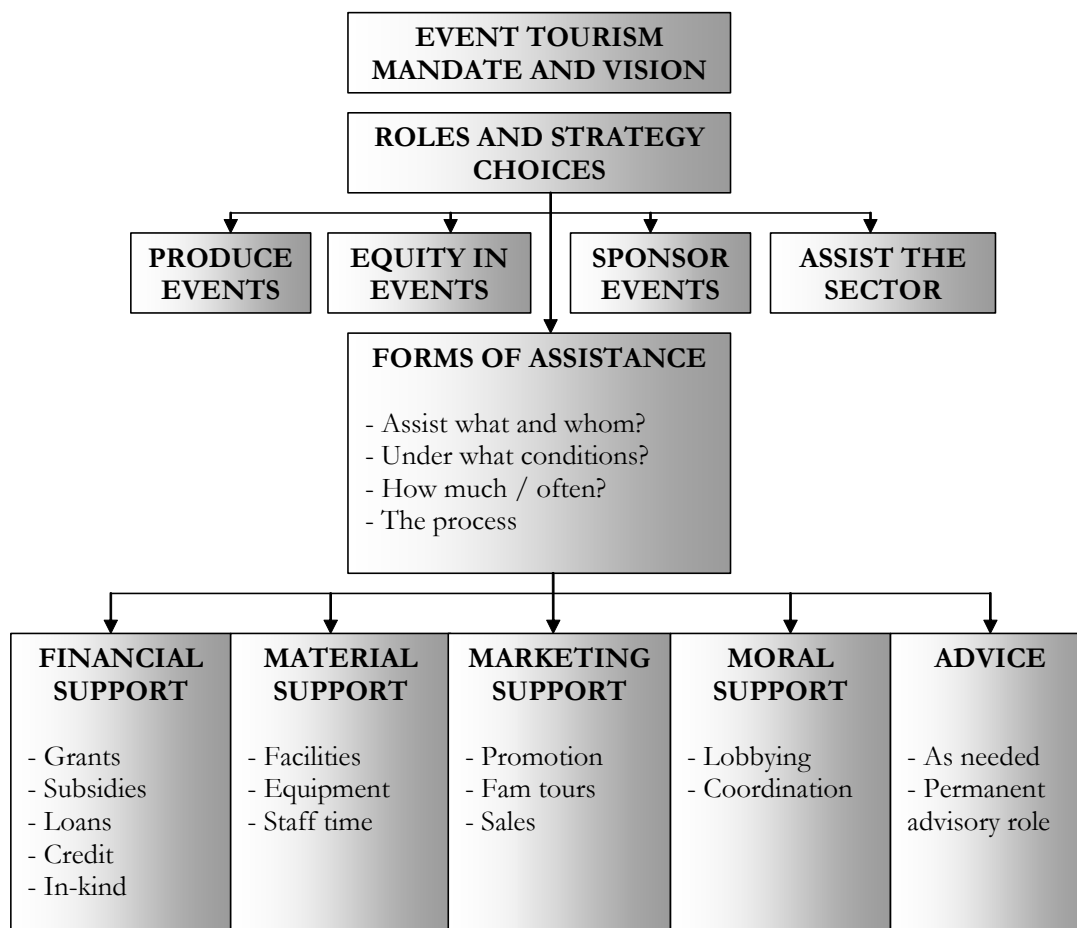 EVENT TOURISM
MANDATE AND VISION
ROLES AND STRATEGY
CHOICES
PRODUCE
EVENTS
EQUITY IN
EVENTS
SPONSOR
EVENTS
ASSIST THE
SECTOR
FORMS OF ASSISTANCE
- Assist what and whom?
- Under what conditions?
- How much / often?
- The process
FINANCIAL
SUPPORT
- Grants
- Subsidies
- Loans
- Credit
- In-kind
MATERIAL
SUPPORT
- Facilities
- Equipment
- Staff time
MARKETING
SUPPORT
- Promotion
- Fam tours
- Sales
MORAL
SUPPORT
- Lobbying
- Coordination
ADVICE
- As needed
- Permanent
advisory role